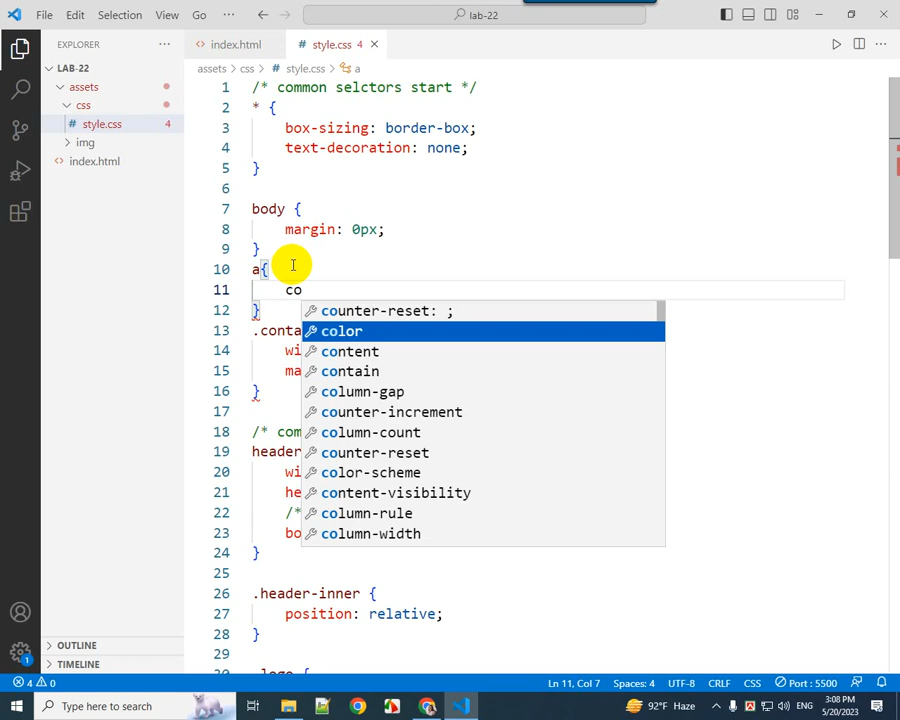 File Edit Selection View Go ··· lab-22
EXPLORER ···
LAB-22
assets
css
# style.css 4
img
<> index.html
OUTLINE
TIMELINE
<> index.html # style.css 4 ×
assets > css > # style.css > a
1 /* common selctors start */
2 * {
3 box-sizing: border-box;
4 text-decoration: none;
5 }
6
7 body {
8 margin: 0px;
9 }
10 a{
11 co
12 }
13 .conta
14 wi
15 ma
16 }
17
18 /* com
19 header
20 wi
21 he
22 /*
23 bo
24 }
25
26 .header-inner {
27 position: relative;
28 }
29
counter-reset: ;
color
content
contain
column-gap
counter-increment
column-count
counter-reset
color-scheme
content-visibility
column-rule
column-width
4 0 Ln 11, Col 7 Spaces: 4 UTF-8 CRLF CSS Port : 5500
1
Type here to search 92°F Haze 3:08 PM
5/20/2023